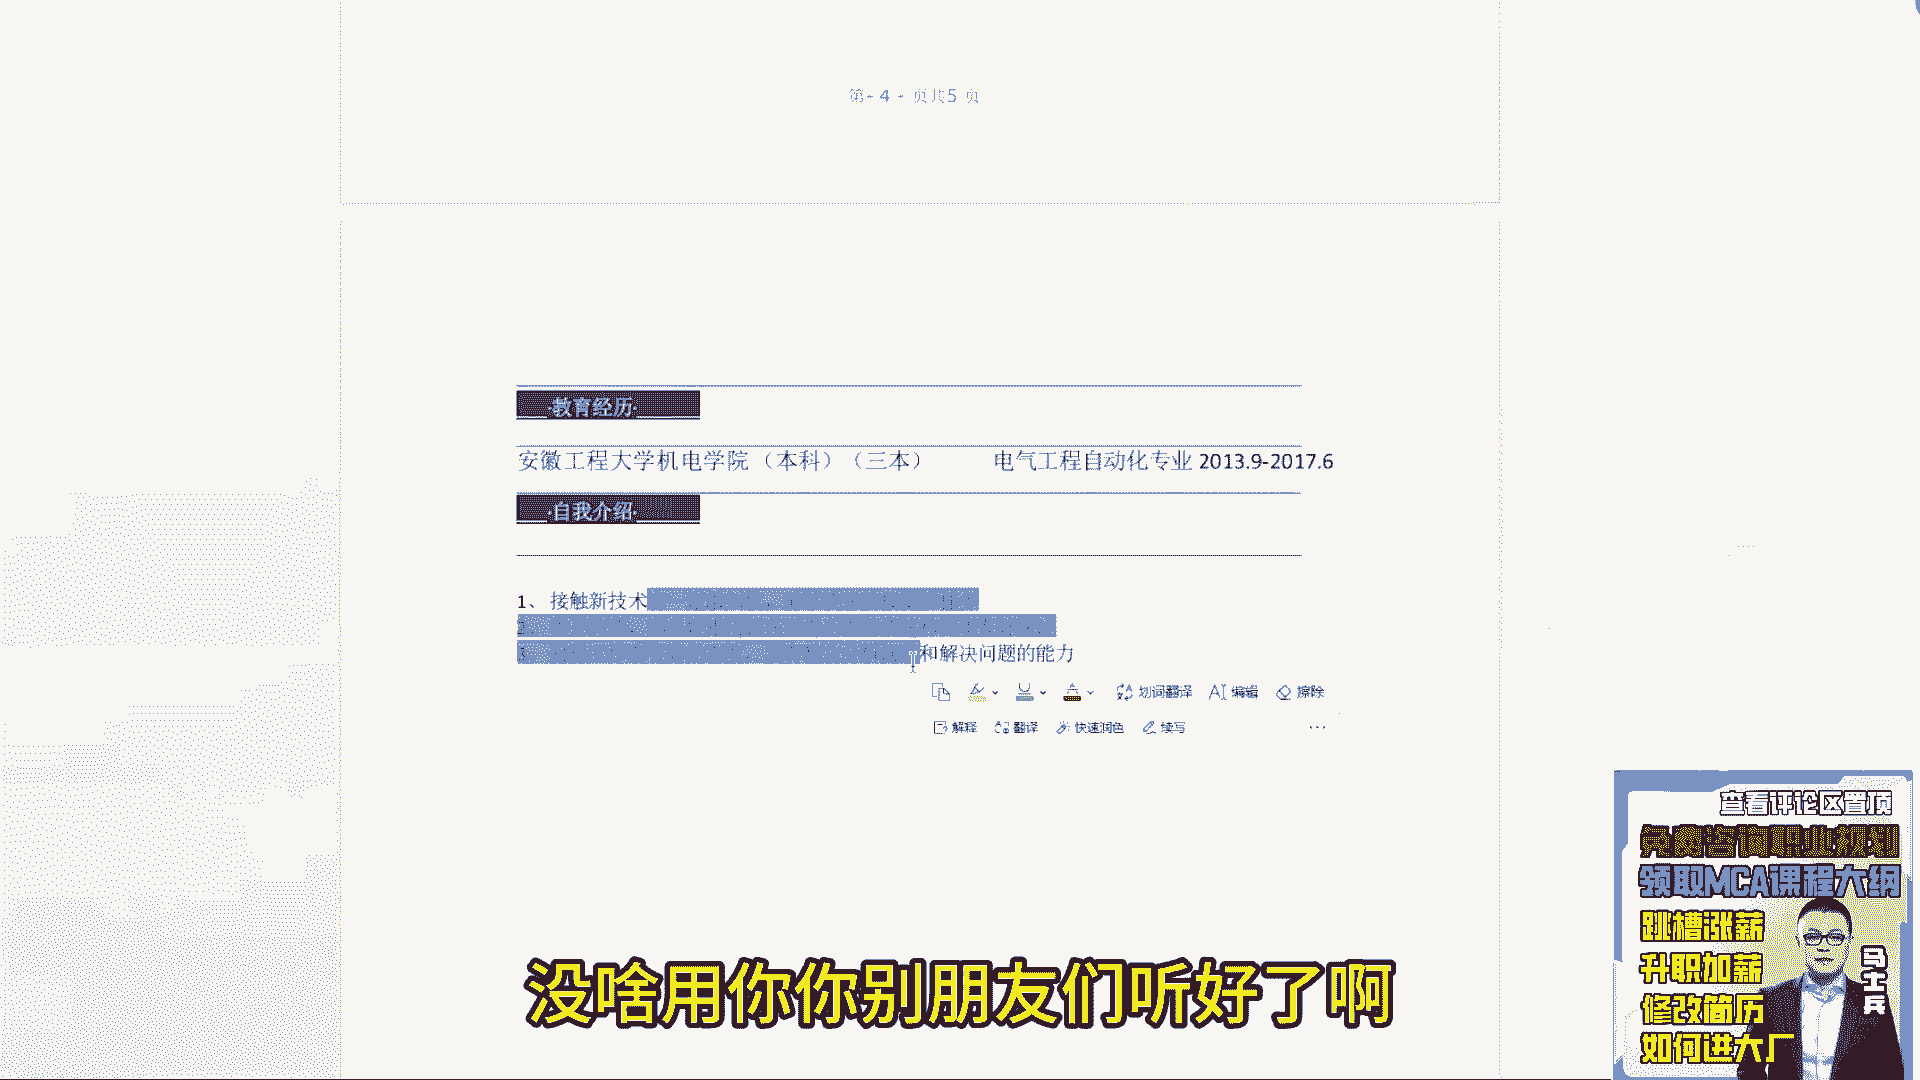 第- 4 - 页共5 页
·教育经历·
安徽工程大学机电学院（本科）（三本） 电气工程自动化专业 2013.9-2017.6
·自我介绍·
1、 接触新技术
和解决问题的能力
划词翻译 编辑 擦除
解释 翻译 快速润色 续写 ···
查看评论区置顶
免费咨询职业规划
领取MCA课程大纲
跳槽涨薪
升职加薪
修改简历
如何进大厂
马士兵
没啥用你你别朋友们听好了啊